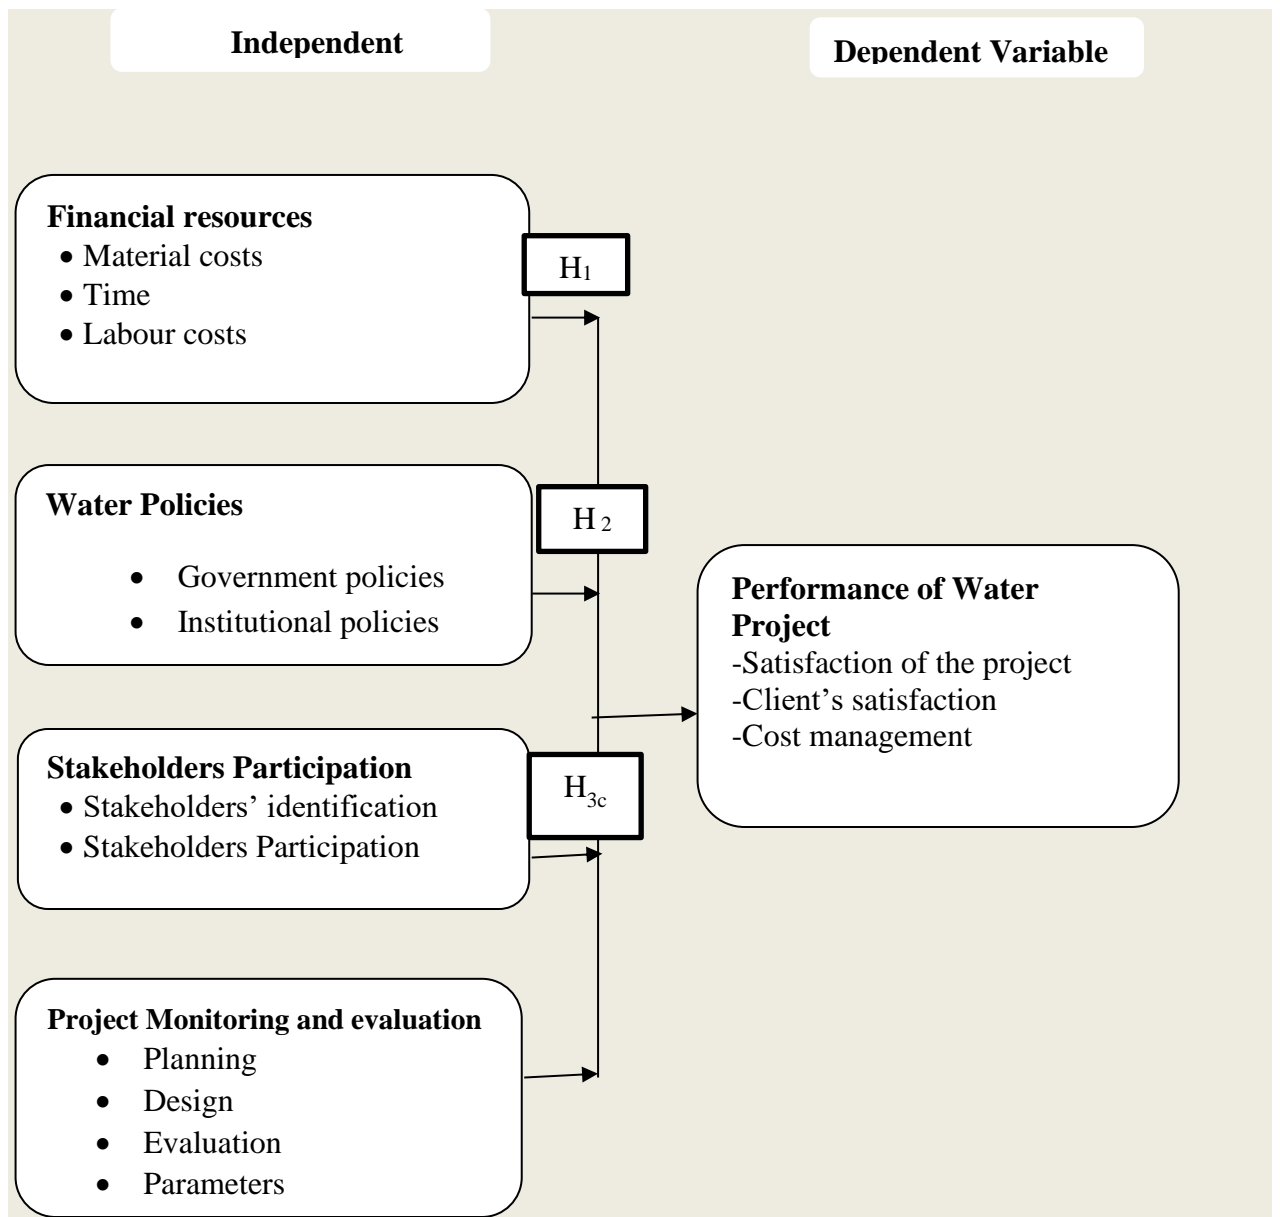 Independent
Dependent Variable
Financial resources
• Material costs
• Time
• Labour costs
H1
Water Policies
• Government policies
• Institutional policies
H 2
Stakeholders Participation
• Stakeholders’ identification
• Stakeholders Participation
H3c
Project Monitoring and evaluation
• Planning
• Design
• Evaluation
• Parameters
Performance of Water
Project
-Satisfaction of the project
-Client’s satisfaction
-Cost management